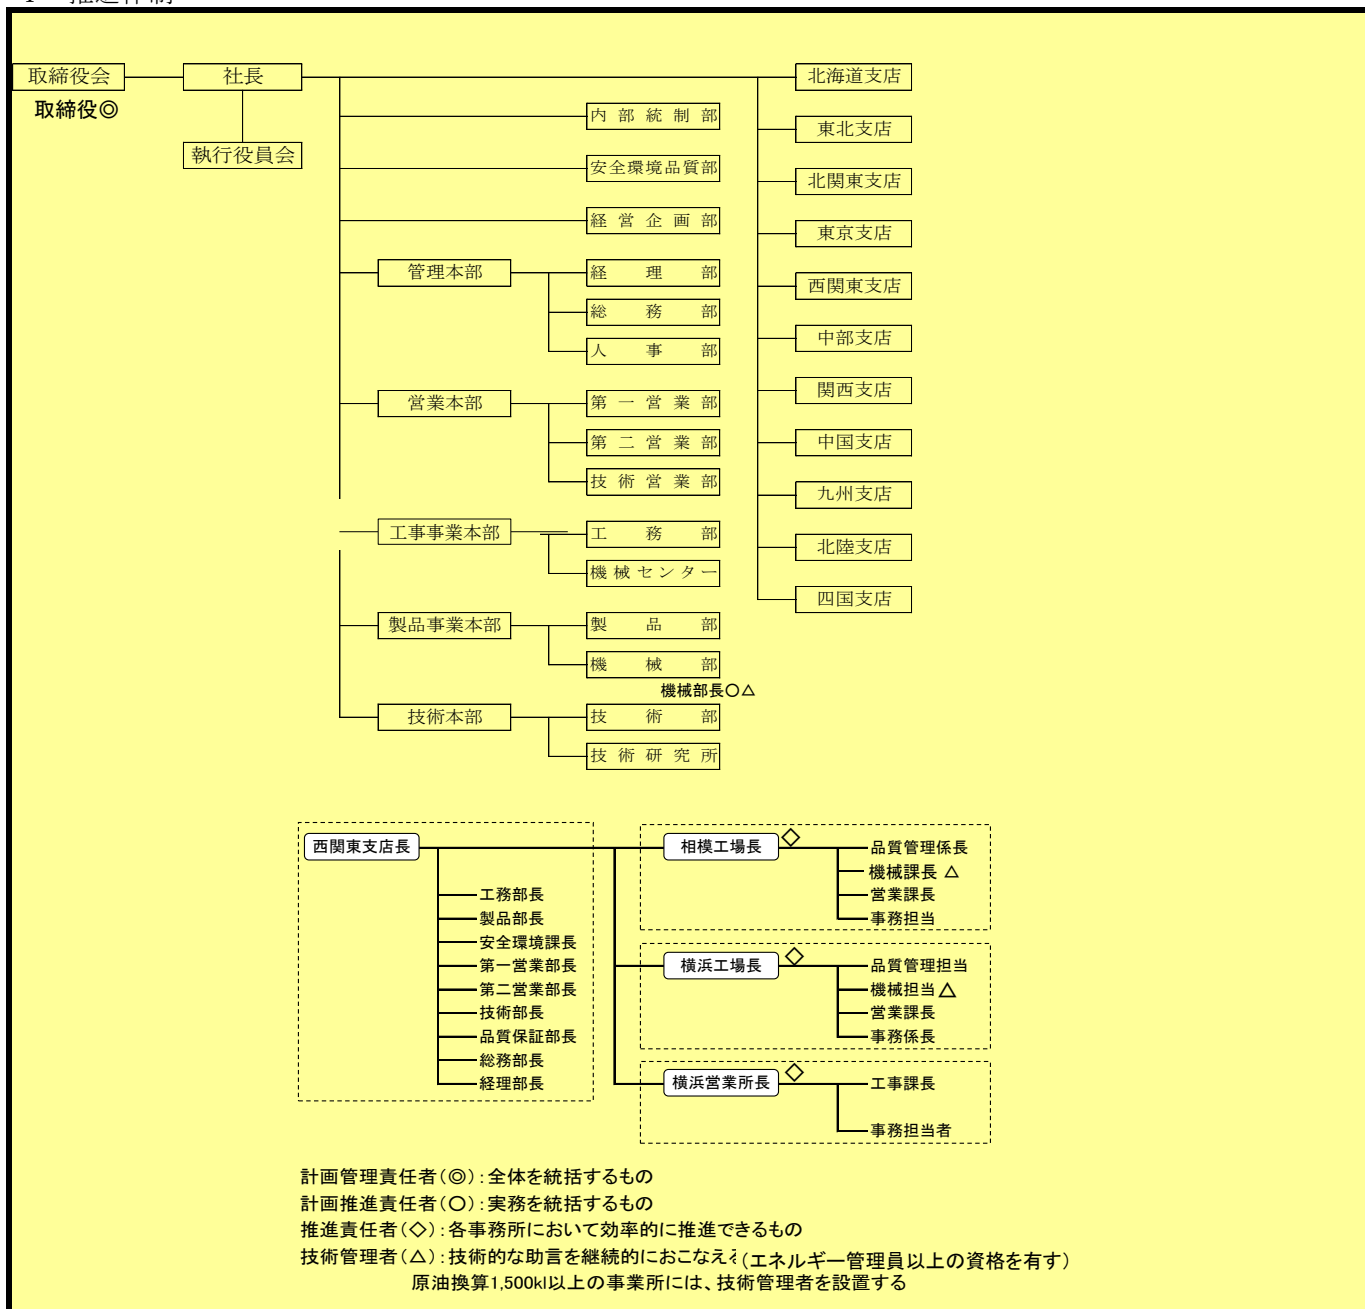 取締役会
取締役◎
社長
執行役員会
内部統制部
安全環境品質部
経営企画部
管理本部
経理部
総務部
人事部
営業本部
第一営業部
第二営業部
技術営業部
工事事業本部
工務部
機械センター
製品事業本部
製品部
機械部
機械部長○△
技術本部
技術部
技術研究所
北海道支店
東北支店
北関東支店
東京支店
西関東支店
中部支店
関西支店
中国支店
九州支店
北陸支店
四国支店
西関東支店長
工務部長
製品部長
安全環境課長
第一営業部長
第二営業部長
技術部長
品質保証部長
総務部長
経理部長
相模工場長◇
品質管理係長
機械課長 △
営業課長
事務担当
横浜工場長◇
品質管理担当
機械担当△
営業課長
事務係長
横浜営業所長◇
工事課長
事務担当者
計画管理責任者(◎):全体を統括するもの
計画推進責任者(○):実務を統括するもの
推進責任者(◇):各事務所において効率的に推進できるもの
技術管理者(△):技術的な助言を継続的におこなえ(エネルギー管理員以上の資格を有す)
原油換算1,500kl以上の事業所には、技術管理者を設置する